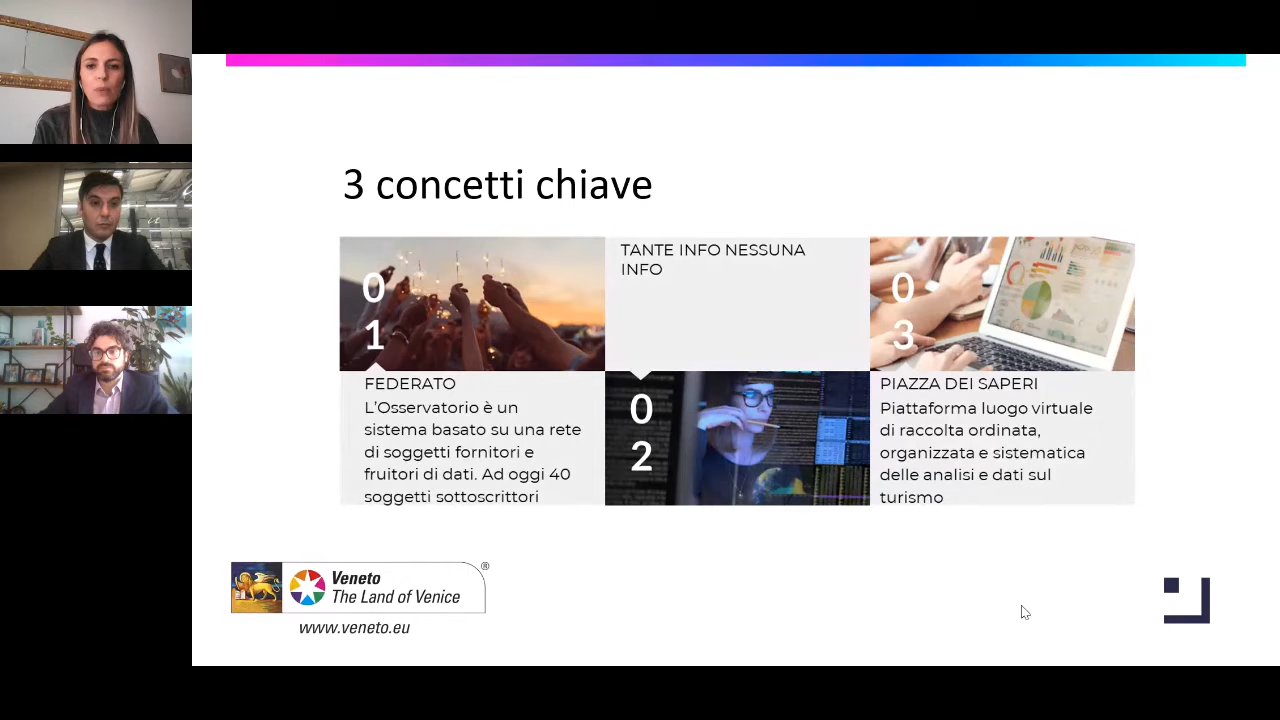 3 concetti chiave
0
1
FEDERATO
L'Osservatorio è un
sistema basato su una rete
di soggetti fornitori e
fruitori di dati. Ad oggi 40
soggetti sottoscrittori
TANTE INFO NESSUNA
INFO
0
2
0
3
PIAZZA DEI SAPERI
Piattaforma luogo virtuale
di raccolta ordinata,
organizzata e sistematica
delle analisi e dati sul
turismo
Veneto
The Land of Venice
®
www.veneto.eu